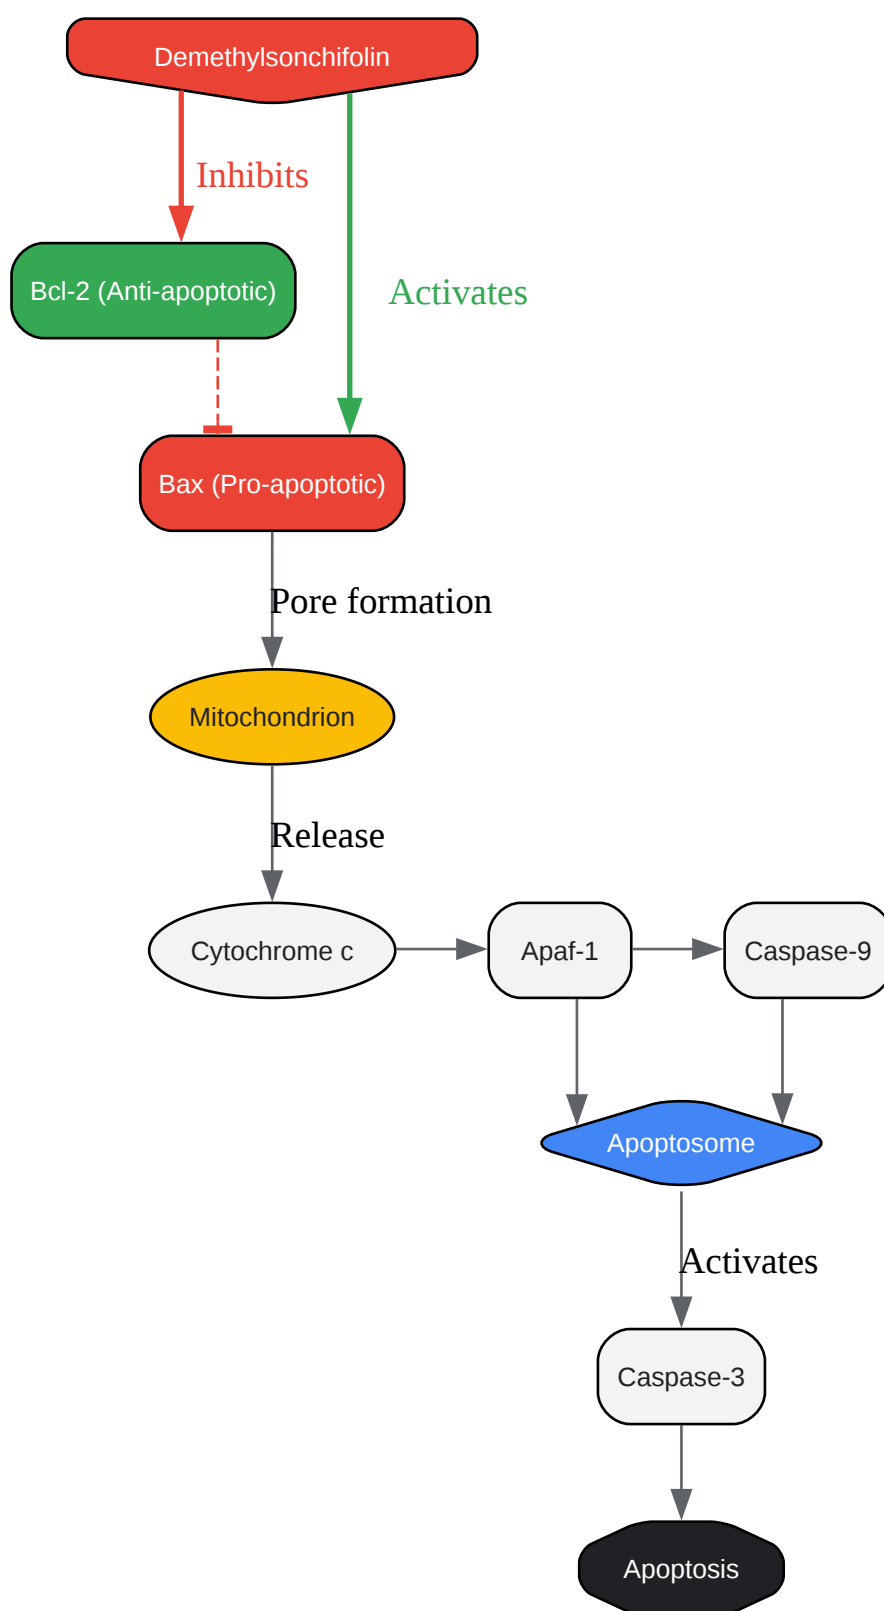 Demethylsonchifolin
Inhibits
Bcl-2 (Anti-apoptotic)
Activates
Bax (Pro-apoptotic)
Pore formation
Mitochondrion
Release
Cytochrome c
Apaf-1
Caspase-9
Apoptosome
Activates
Caspase-3
Apoptosis